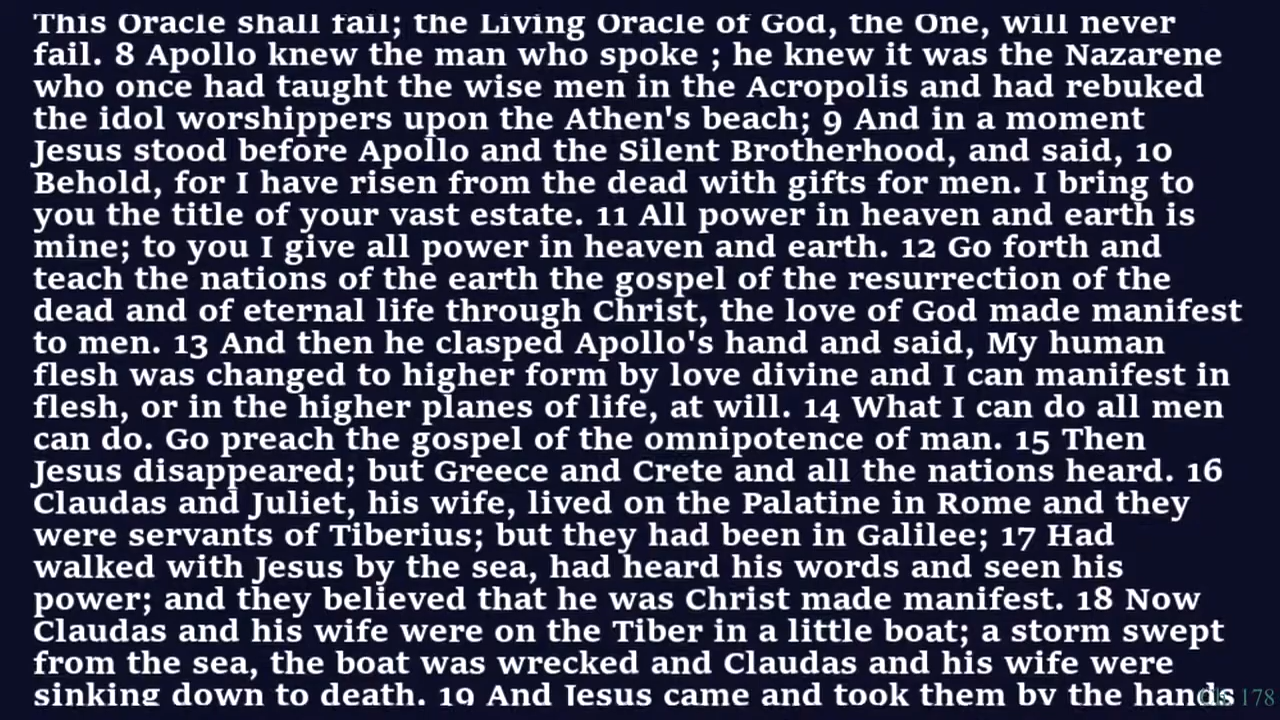 This Oracle shall fail; the Living Oracle of God, the One, will never
fail. 8 Apollo knew the man who spoke ; he knew it was the Nazarene
who once had taught the wise men in the Acropolis and had rebuked
the idol worshippers upon the Athen's beach; 9 And in a moment
Jesus stood before Apollo and the Silent Brotherhood, and said, 10
Behold, for I have risen from the dead with gifts for men. I bring to
you the title of your vast estate. 11 All power in heaven and earth is
mine; to you I give all power in heaven and earth. 12 Go forth and
teach the nations of the earth the gospel of the resurrection of the
dead and of eternal life through Christ, the love of God made manifest
to men. 13 And then he clasped Apollo's hand and said, My human
flesh was changed to higher form by love divine and I can manifest in
flesh, or in the higher planes of life, at will. 14 What I can do all men
can do. Go preach the gospel of the omnipotence of man. 15 Then
Jesus disappeared; but Greece and Crete and all the nations heard. 16
Claudas and Juliet, his wife, lived on the Palatine in Rome and they
were servants of Tiberius; but they had been in Galilee; 17 Had
walked with Jesus by the sea, had heard his words and seen his
power; and they believed that he was Christ made manifest. 18 Now
Claudas and his wife were on the Tiber in a little boat; a storm swept
from the sea, the boat was wrecked and Claudas and his wife were
sinking down to death. 19 And Jesus came and took them by the hands
Ch. 178